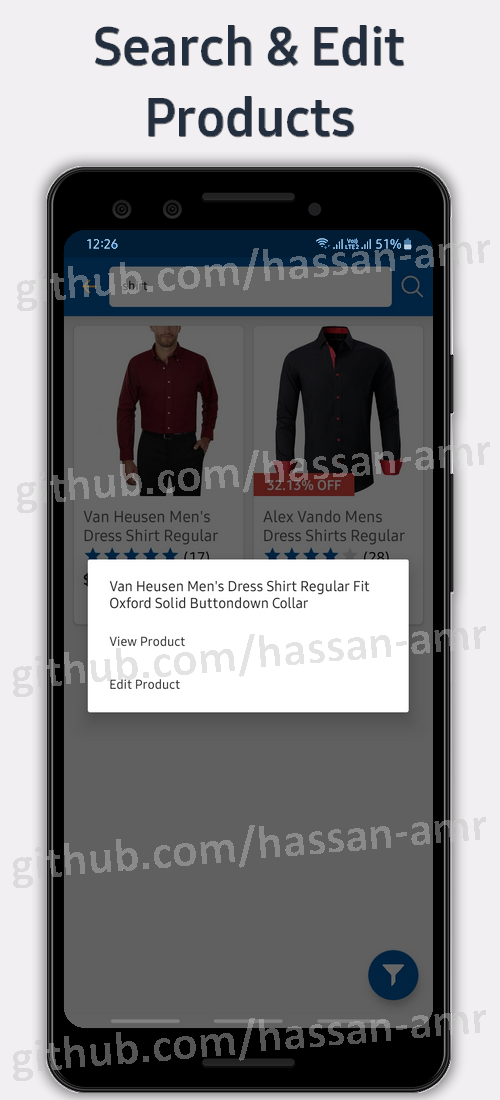 Search & Edit
Products
12:26
51%
github.com/hassan-amr
Van Heusen Men's
Dress Shirt Regular
(17)
32.13% OFF
Alex Vando Mens
Dress Shirts Regular
(28)
github.com/hassan-amr
Van Heusen Men's Dress Shirt Regular Fit
Oxford Solid Buttondown Collar
View Product
Edit Product
github.com/hassan-amr
github.com/hassan-amr
github.com/hassan-amr